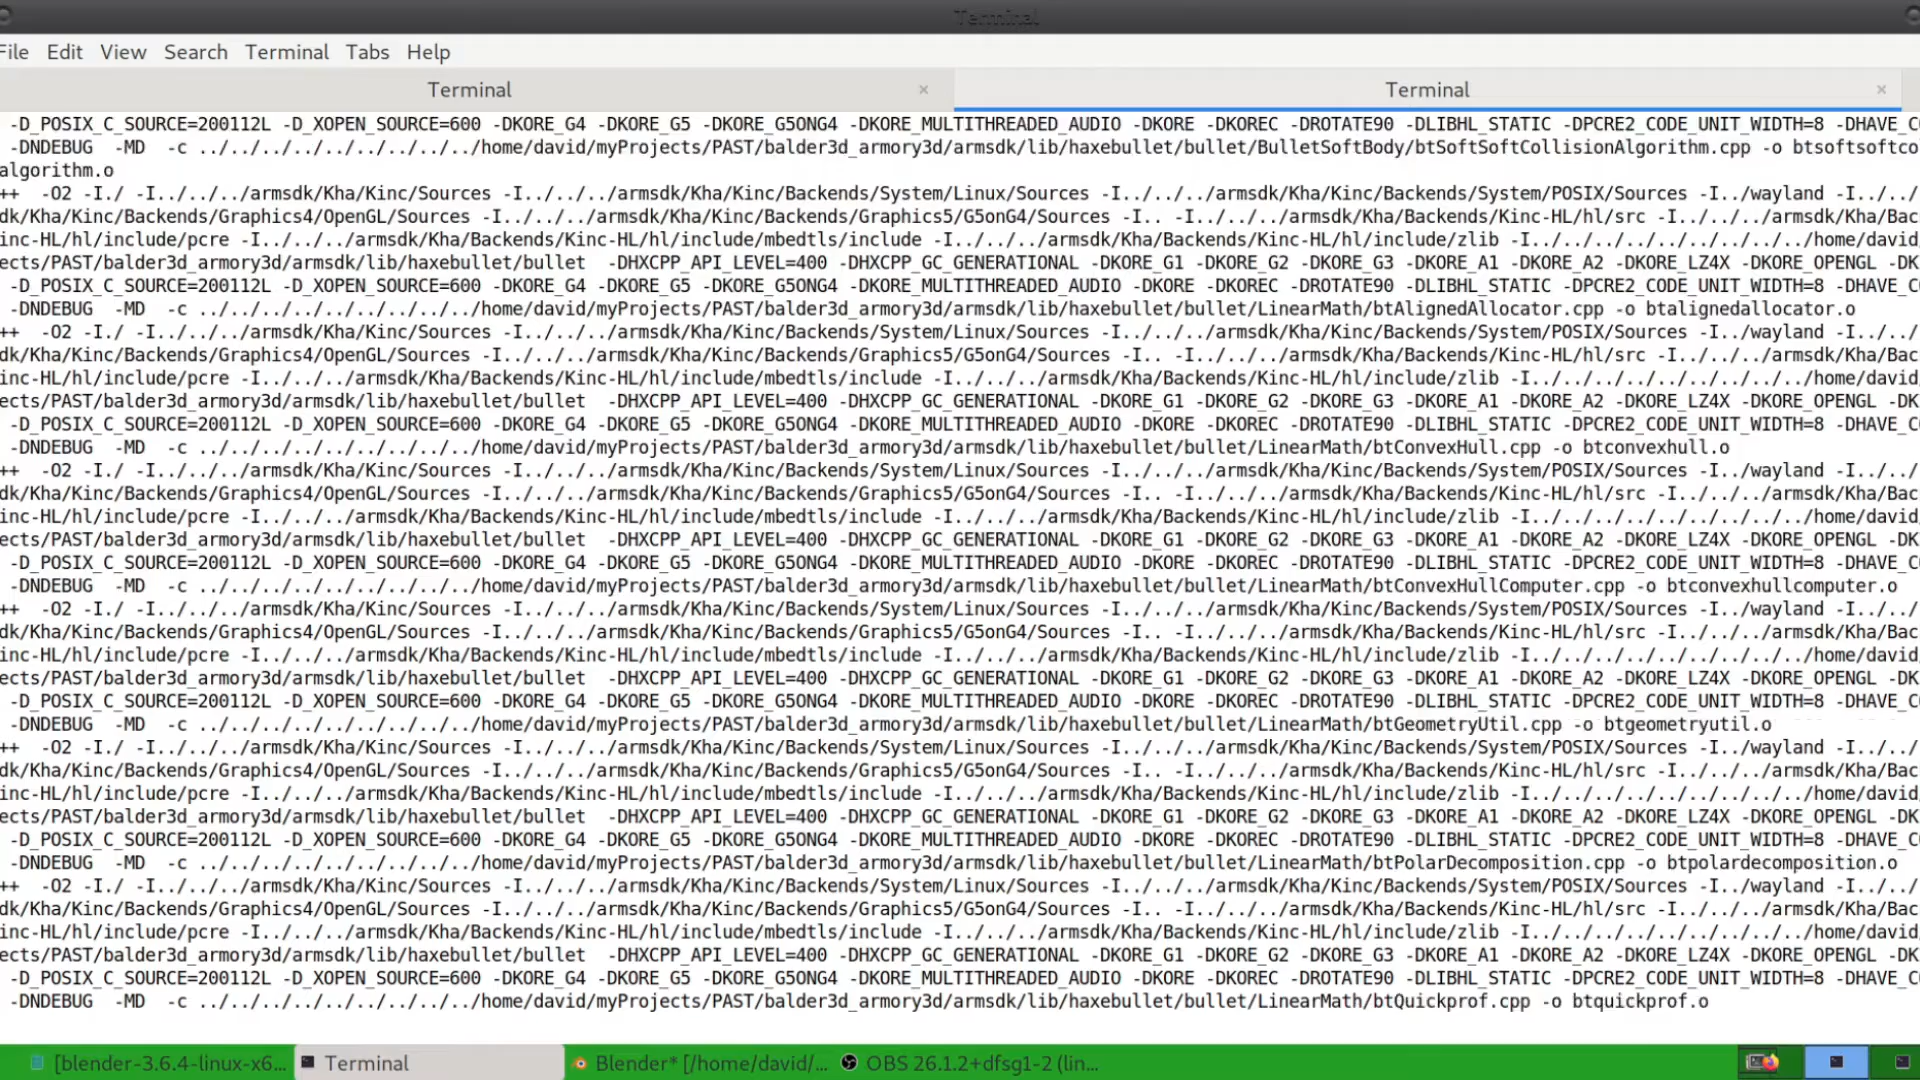 Terminal
File Edit View Search Terminal Tabs Help
Terminal × Terminal ×
-D_POSIX_C_SOURCE=200112L -D_XOPEN_SOURCE=600 -DKORE_G4 -DKORE_G5 -DKORE_G5ONG4 -DKORE_MULTITHREADED_AUDIO -DKORE -DKOREC -DROTATE90 -DLIBHL_STATIC -DPCRE2_CODE_UNIT_WIDTH=8 -DHAVE_CO
-DNDEBUG -MD -c ../../../../../../../home/david/myProjects/PAST/balder3d_armory3d/armsdk/lib/haxebullet/bullet/BulletSoftBody/btSoftSoftCollisionAlgorithm.cpp -o btsoftsoftco
algorithm.o
++ -O2 -I./ -I../../../armsdk/Kha/Kinc/Sources -I../../../armsdk/Kha/Kinc/Backends/System/Linux/Sources -I../../../armsdk/Kha/Kinc/Backends/System/POSIX/Sources -I../wayland -I../../
dk/Kha/Kinc/Backends/Graphics4/OpenGL/Sources -I../../../armsdk/Kha/Kinc/Backends/Graphics5/G5onG4/Sources -I.. -I../../../armsdk/Kha/Backends/Kinc-HL/hl/src -I../../../armsdk/Kha/Bac
inc-HL/hl/include/pcre -I../../../armsdk/Kha/Backends/Kinc-HL/hl/include/mbedtls/include -I../../../armsdk/Kha/Backends/Kinc-HL/hl/include/zlib -I../../../../../../../home/david
ects/PAST/balder3d_armory3d/armsdk/lib/haxebullet/bullet -DHXCPP_API_LEVEL=400 -DHXCPP_GC_GENERATIONAL -DKORE_G1 -DKORE_G2 -DKORE_G3 -DKORE_A1 -DKORE_A2 -DKORE_LZ4X -DKORE_OPENGL -DK
-D_POSIX_C_SOURCE=200112L -D_XOPEN_SOURCE=600 -DKORE_G4 -DKORE_G5 -DKORE_G5ONG4 -DKORE_MULTITHREADED_AUDIO -DKORE -DKOREC -DROTATE90 -DLIBHL_STATIC -DPCRE2_CODE_UNIT_WIDTH=8 -DHAVE_CO
-DNDEBUG -MD -c ../../../../../../../home/david/myProjects/PAST/balder3d_armory3d/armsdk/lib/haxebullet/bullet/LinearMath/btAlignedAllocator.cpp -o btalignedallocator.o
++ -O2 -I./ -I../../../armsdk/Kha/Kinc/Sources -I../../../armsdk/Kha/Kinc/Backends/System/Linux/Sources -I../../../armsdk/Kha/Kinc/Backends/System/POSIX/Sources -I../wayland -I../../
dk/Kha/Kinc/Backends/Graphics4/OpenGL/Sources -I../../../armsdk/Kha/Kinc/Backends/Graphics5/G5onG4/Sources -I.. -I../../../armsdk/Kha/Backends/Kinc-HL/hl/src -I../../../armsdk/Kha/Bac
inc-HL/hl/include/pcre -I../../../armsdk/Kha/Backends/Kinc-HL/hl/include/mbedtls/include -I../../../armsdk/Kha/Backends/Kinc-HL/hl/include/zlib -I../../../../../../../home/david
ects/PAST/balder3d_armory3d/armsdk/lib/haxebullet/bullet -DHXCPP_API_LEVEL=400 -DHXCPP_GC_GENERATIONAL -DKORE_G1 -DKORE_G2 -DKORE_G3 -DKORE_A1 -DKORE_A2 -DKORE_LZ4X -DKORE_OPENGL -DK
-D_POSIX_C_SOURCE=200112L -D_XOPEN_SOURCE=600 -DKORE_G4 -DKORE_G5 -DKORE_G5ONG4 -DKORE_MULTITHREADED_AUDIO -DKORE -DKOREC -DROTATE90 -DLIBHL_STATIC -DPCRE2_CODE_UNIT_WIDTH=8 -DHAVE_CO
-DNDEBUG -MD -c ../../../../../../../home/david/myProjects/PAST/balder3d_armory3d/armsdk/lib/haxebullet/bullet/LinearMath/btConvexHull.cpp -o btconvexhull.o
++ -O2 -I./ -I../../../armsdk/Kha/Kinc/Sources -I../../../armsdk/Kha/Kinc/Backends/System/Linux/Sources -I../../../armsdk/Kha/Kinc/Backends/System/POSIX/Sources -I../wayland -I../../
dk/Kha/Kinc/Backends/Graphics4/OpenGL/Sources -I../../../armsdk/Kha/Kinc/Backends/Graphics5/G5onG4/Sources -I.. -I../../../armsdk/Kha/Backends/Kinc-HL/hl/src -I../../../armsdk/Kha/Bac
inc-HL/hl/include/pcre -I../../../armsdk/Kha/Backends/Kinc-HL/hl/include/mbedtls/include -I../../../armsdk/Kha/Backends/Kinc-HL/hl/include/zlib -I../../../../../../../home/david
ects/PAST/balder3d_armory3d/armsdk/lib/haxebullet/bullet -DHXCPP_API_LEVEL=400 -DHXCPP_GC_GENERATIONAL -DKORE_G1 -DKORE_G2 -DKORE_G3 -DKORE_A1 -DKORE_A2 -DKORE_LZ4X -DKORE_OPENGL -DK
-D_POSIX_C_SOURCE=200112L -D_XOPEN_SOURCE=600 -DKORE_G4 -DKORE_G5 -DKORE_G5ONG4 -DKORE_MULTITHREADED_AUDIO -DKORE -DKOREC -DROTATE90 -DLIBHL_STATIC -DPCRE2_CODE_UNIT_WIDTH=8 -DHAVE_CO
-DNDEBUG -MD -c ../../../../../../../home/david/myProjects/PAST/balder3d_armory3d/armsdk/lib/haxebullet/bullet/LinearMath/btConvexHullComputer.cpp -o btconvexhullcomputer.o
++ -O2 -I./ -I../../../armsdk/Kha/Kinc/Sources -I../../../armsdk/Kha/Kinc/Backends/System/Linux/Sources -I../../../armsdk/Kha/Kinc/Backends/System/POSIX/Sources -I../wayland -I../../
dk/Kha/Kinc/Backends/Graphics4/OpenGL/Sources -I../../../armsdk/Kha/Kinc/Backends/Graphics5/G5onG4/Sources -I.. -I../../../armsdk/Kha/Backends/Kinc-HL/hl/src -I../../../armsdk/Kha/Bac
inc-HL/hl/include/pcre -I../../../armsdk/Kha/Backends/Kinc-HL/hl/include/mbedtls/include -I../../../armsdk/Kha/Backends/Kinc-HL/hl/include/zlib -I../../../../../../../home/david
ects/PAST/balder3d_armory3d/armsdk/lib/haxebullet/bullet -DHXCPP_API_LEVEL=400 -DHXCPP_GC_GENERATIONAL -DKORE_G1 -DKORE_G2 -DKORE_G3 -DKORE_A1 -DKORE_A2 -DKORE_LZ4X -DKORE_OPENGL -DK
-D_POSIX_C_SOURCE=200112L -D_XOPEN_SOURCE=600 -DKORE_G4 -DKORE_G5 -DKORE_G5ONG4 -DKORE_MULTITHREADED_AUDIO -DKORE -DKOREC -DROTATE90 -DLIBHL_STATIC -DPCRE2_CODE_UNIT_WIDTH=8 -DHAVE_CO
-DNDEBUG -MD -c ../../../../../../../home/david/myProjects/PAST/balder3d_armory3d/armsdk/lib/haxebullet/bullet/LinearMath/btGeometryUtil.cpp -o btgeometryutil.o
++ -O2 -I./ -I../../../armsdk/Kha/Kinc/Sources -I../../../armsdk/Kha/Kinc/Backends/System/Linux/Sources -I../../../armsdk/Kha/Kinc/Backends/System/POSIX/Sources -I../wayland -I../../
dk/Kha/Kinc/Backends/Graphics4/OpenGL/Sources -I../../../armsdk/Kha/Kinc/Backends/Graphics5/G5onG4/Sources -I.. -I../../../armsdk/Kha/Backends/Kinc-HL/hl/src -I../../../armsdk/Kha/Bac
inc-HL/hl/include/pcre -I../../../armsdk/Kha/Backends/Kinc-HL/hl/include/mbedtls/include -I../../../armsdk/Kha/Backends/Kinc-HL/hl/include/zlib -I../../../../../../../home/david
ects/PAST/balder3d_armory3d/armsdk/lib/haxebullet/bullet -DHXCPP_API_LEVEL=400 -DHXCPP_GC_GENERATIONAL -DKORE_G1 -DKORE_G2 -DKORE_G3 -DKORE_A1 -DKORE_A2 -DKORE_LZ4X -DKORE_OPENGL -DK
-D_POSIX_C_SOURCE=200112L -D_XOPEN_SOURCE=600 -DKORE_G4 -DKORE_G5 -DKORE_G5ONG4 -DKORE_MULTITHREADED_AUDIO -DKORE -DKOREC -DROTATE90 -DLIBHL_STATIC -DPCRE2_CODE_UNIT_WIDTH=8 -DHAVE_CO
-DNDEBUG -MD -c ../../../../../../../home/david/myProjects/PAST/balder3d_armory3d/armsdk/lib/haxebullet/bullet/LinearMath/btPolarDecomposition.cpp -o btpolardecomposition.o
++ -O2 -I./ -I../../../armsdk/Kha/Kinc/Sources -I../../../armsdk/Kha/Kinc/Backends/System/Linux/Sources -I../../../armsdk/Kha/Kinc/Backends/System/POSIX/Sources -I../wayland -I../../
dk/Kha/Kinc/Backends/Graphics4/OpenGL/Sources -I../../../armsdk/Kha/Kinc/Backends/Graphics5/G5onG4/Sources -I.. -I../../../armsdk/Kha/Backends/Kinc-HL/hl/src -I../../../armsdk/Kha/Bac
inc-HL/hl/include/pcre -I../../../armsdk/Kha/Backends/Kinc-HL/hl/include/mbedtls/include -I../../../armsdk/Kha/Backends/Kinc-HL/hl/include/zlib -I../../../../../../../home/david
ects/PAST/balder3d_armory3d/armsdk/lib/haxebullet/bullet -DHXCPP_API_LEVEL=400 -DHXCPP_GC_GENERATIONAL -DKORE_G1 -DKORE_G2 -DKORE_G3 -DKORE_A1 -DKORE_A2 -DKORE_LZ4X -DKORE_OPENGL -DK
-D_POSIX_C_SOURCE=200112L -D_XOPEN_SOURCE=600 -DKORE_G4 -DKORE_G5 -DKORE_G5ONG4 -DKORE_MULTITHREADED_AUDIO -DKORE -DKOREC -DROTATE90 -DLIBHL_STATIC -DPCRE2_CODE_UNIT_WIDTH=8 -DHAVE_CO
-DNDEBUG -MD -c ../../../../../../../home/david/myProjects/PAST/balder3d_armory3d/armsdk/lib/haxebullet/bullet/LinearMath/btQuickprof.cpp -o btquickprof.o
[blender-3.6.4-linux-x6... Terminal Blender* [/home/david/... OBS 26.1.2+dfsg1-2 (lin...